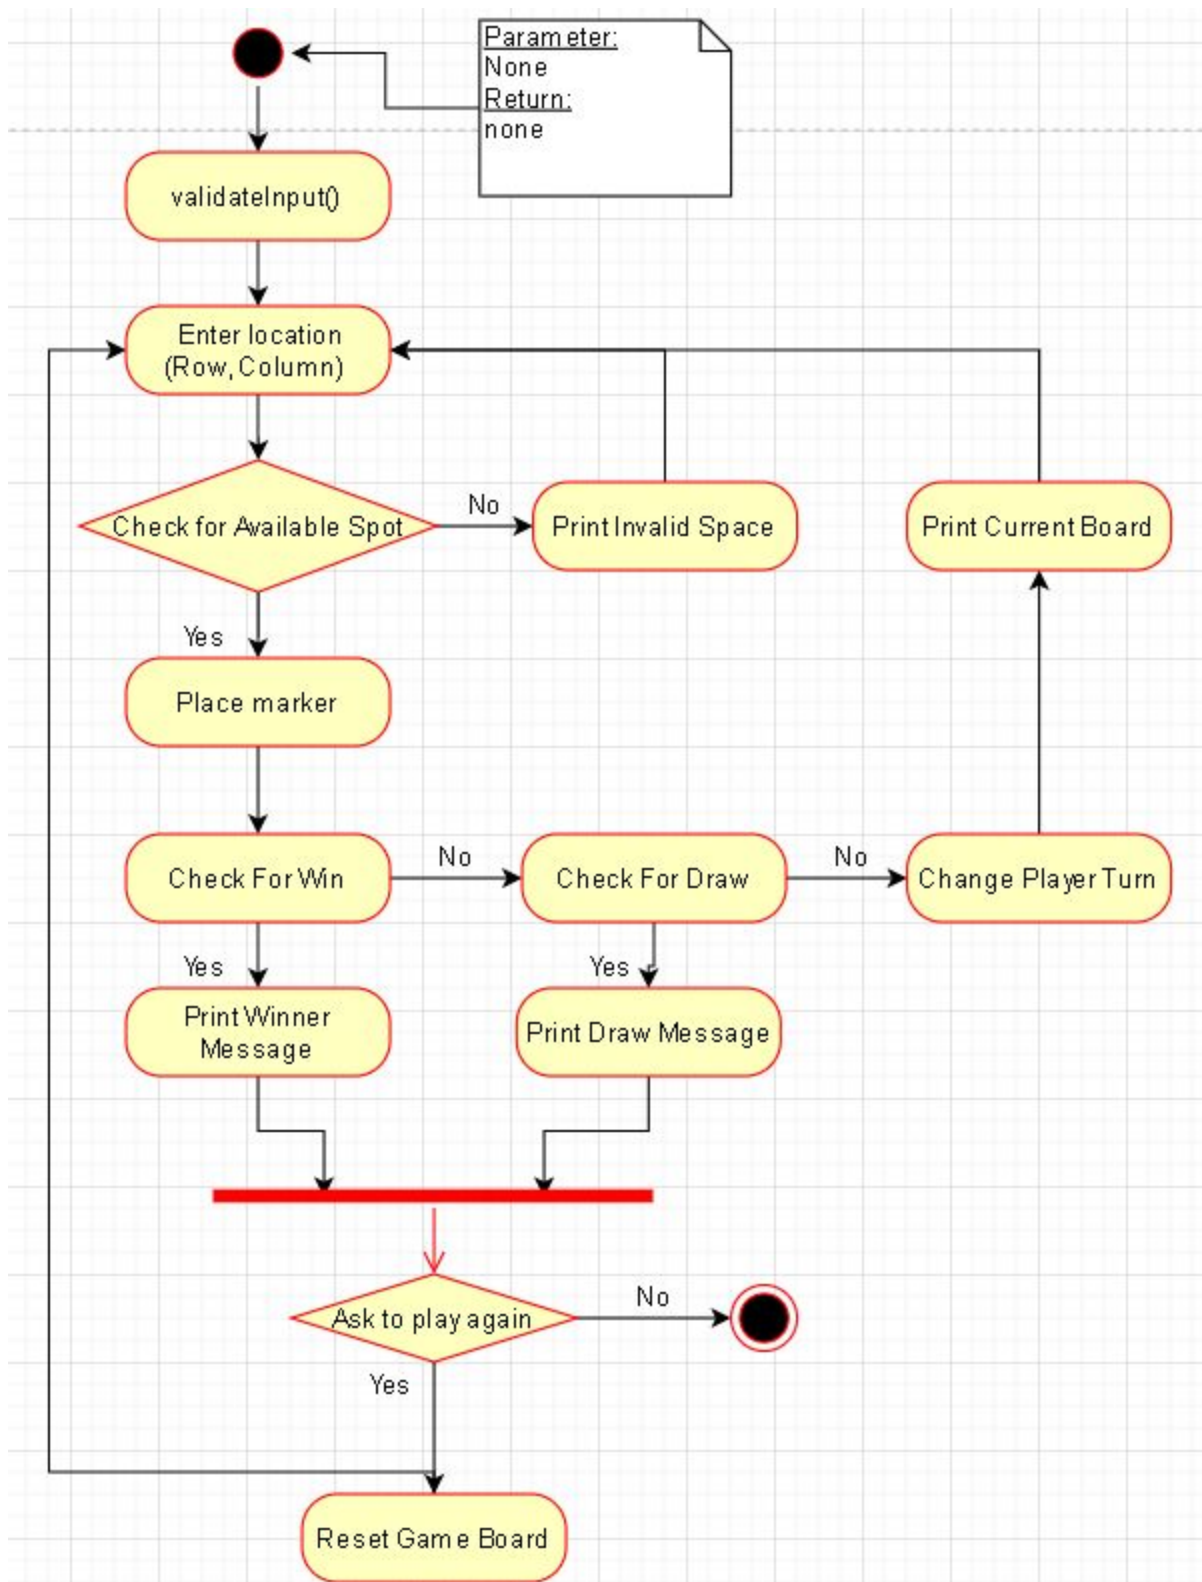 Parameter:
None
Return:
none
validateInput()
Enter location
(Row, Column)
Check for Available Spot
No
Print Invalid Space
Print Current Board
Yes
Place marker
Check For Win
No
Check For Draw
No
Change Player Turn
Yes
Yes
Print Winner
Message
Print Draw Message
Ask to play again
No
Yes
Reset Game Board